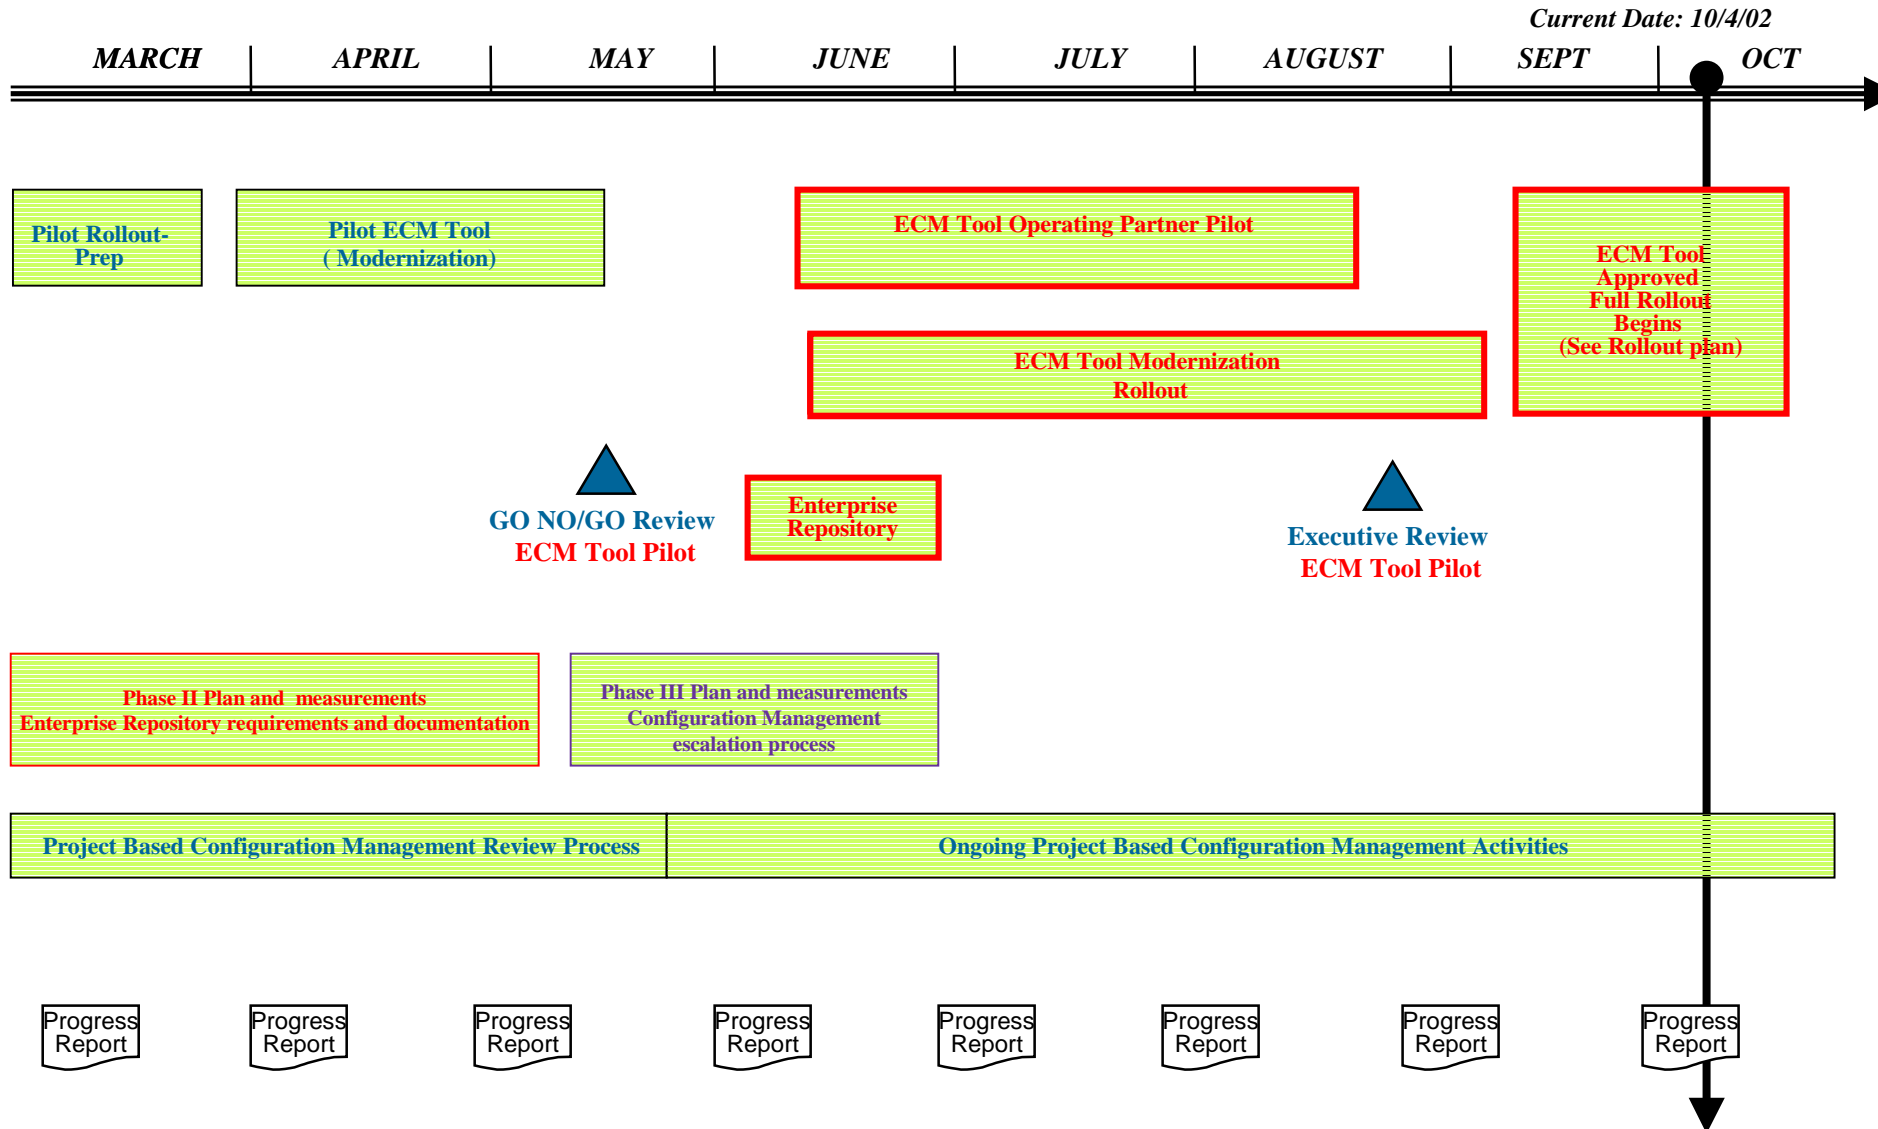 Current Date: 10/4/02
MARCH
APRIL
MAY
JUNE
JULY
AUGUST
SEPT
OCT
Pilot Rollout-
Prep
Pilot ECM Tool
( Modernization)
ECM Tool Operating Partner Pilot
ECM Tool
Approved
Full Rollout
Begins
(See Rollout plan)
ECM Tool Modernization
Rollout
GO NO/GO Review
ECM Tool Pilot
Enterprise
Repository
Executive Review
ECM Tool Pilot
Phase II Plan and measurements
Enterprise Repository requirements and documentation
Phase III Plan and measurements
Configuration Management
escalation process
Project Based Configuration Management Review Process
Ongoing Project Based Configuration Management Activities
Progress
Report
Progress
Report
Progress
Report
Progress
Report
Progress
Report
Progress
Report
Progress
Report
Progress
Report